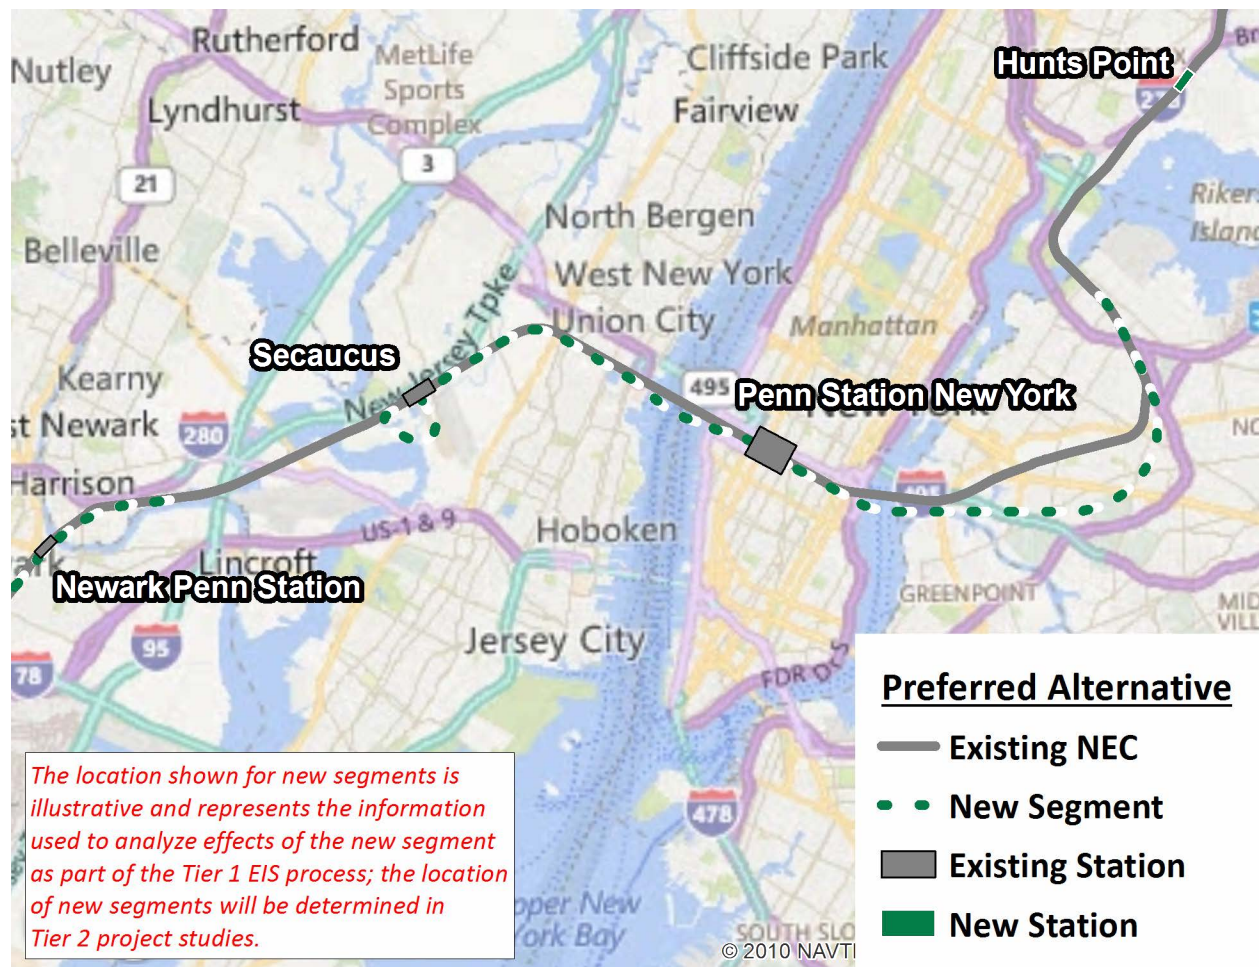 Rutherford
MetLife
Sports
Complex
Nutley
Lyndhurst
Cliffside Park
Fairview
Hunts Point
3
21
North Bergen
Belleville
West New York
Union City
Manhattan
Secaucus
New Jersey Tpke
Kearny
495
Penn Station New York
280
Harrison
US-1 & 9
Hoboken
Lincroft
Newark Penn Station
GREENPOINT
95
Jersey City
78
FDR Dr S
478
Preferred Alternative
Existing NEC
New Segment
Existing Station
New Station
The location shown for new segments is
illustrative and represents the information
used to analyze effects of the new segment
as part of the Tier 1 EIS process; the location
of new segments will be determined in
Tier 2 project studies.
York Bay
© 2010 NAVT